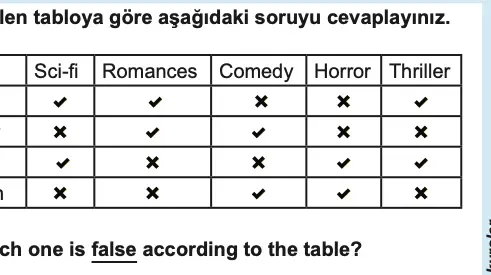 len tabloya göre aşağıdaki soruyu cevaplayınız.
Sci-fi Romances Comedy Horror Thriller
✓ ✓ ✗ ✗ ✓
✗ ✓ ✓ ✗ ✗
✓ ✗ ✗ ✓ ✓
✗ ✗ ✓ ✓ ✗
ch one is false according to the table?